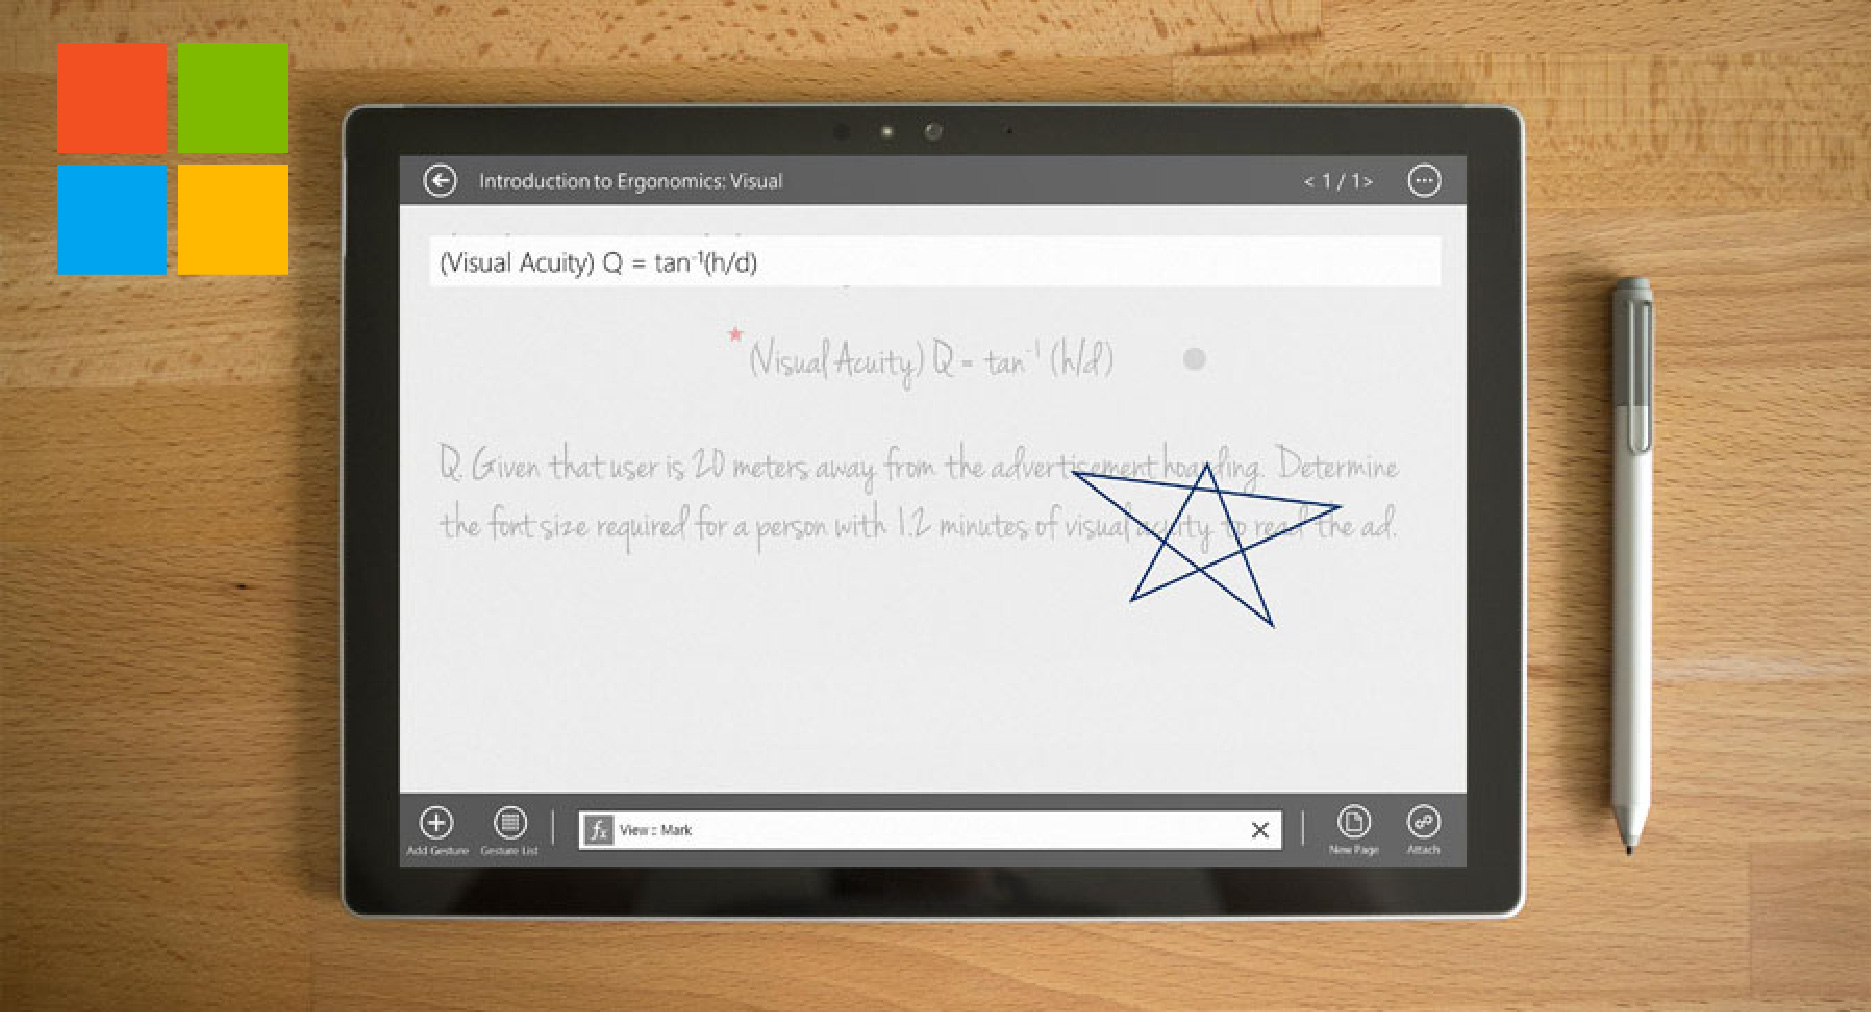 Introduction to Ergonomics: Visual
< 1 / 1>
(Visual Acuity) Q = tan⁻¹(h/d)
(Visual Acuity) Q = tan⁻¹ (h/d)
Q. Given that user is 20 meters away from the advertisement hoarding. Determine
the font size required for a person with 1.2 minutes of visual acuity to read the ad.
Add Gesture
Gesture List
fx View : Mark
New Page
Attach